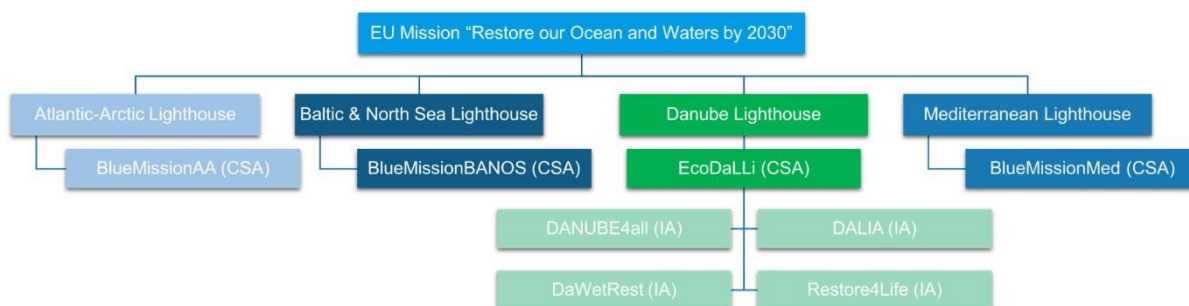 EU Mission “Restore our Ocean and Waters by 2030”
Atlantic-Arctic Lighthouse
Baltic & North Sea Lighthouse
Danube Lighthouse
Mediterranean Lighthouse
BlueMissionAA (CSA)
BlueMissionBANOS (CSA)
EcoDaLLi (CSA)
BlueMissionMed (CSA)
DANUBE4all (IA)
DALIA (IA)
DaWetRest (IA)
Restore4Life (IA)